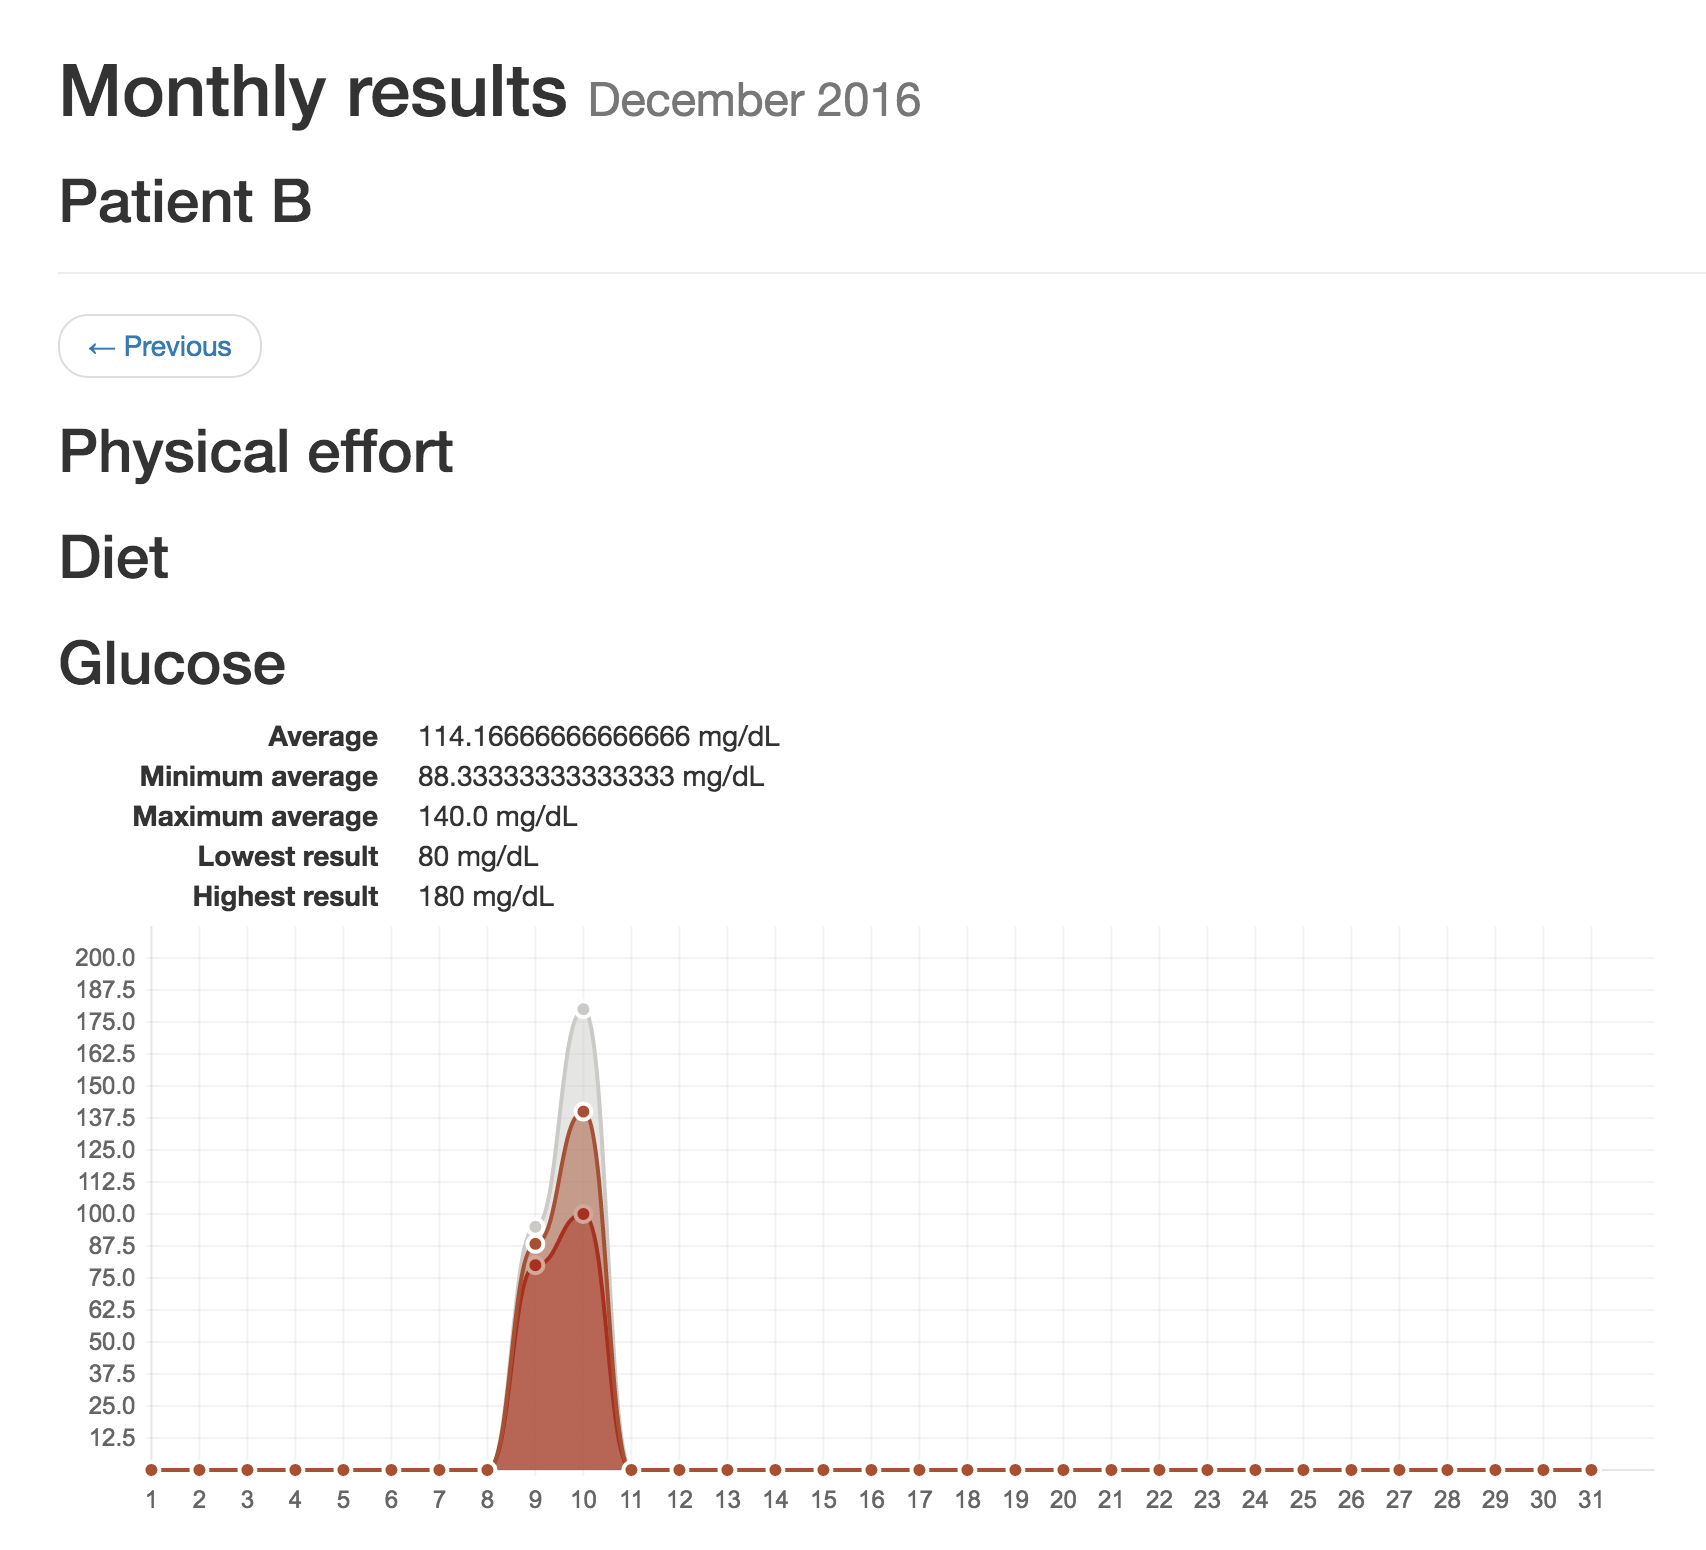 Monthly results December 2016
Patient B
← Previous
Physical effort
Diet
Glucose
Average 114.16666666666666 mg/dL
Minimum average 88.33333333333333 mg/dL
Maximum average 140.0 mg/dL
Lowest result 80 mg/dL
Highest result 180 mg/dL
200.0
187.5
175.0
162.5
150.0
137.5
125.0
112.5
100.0
87.5
75.0
62.5
50.0
37.5
25.0
12.5
1 2 3 4 5 6 7 8 9 10 11 12 13 14 15 16 17 18 19 20 21 22 23 24 25 26 27 28 29 30 31